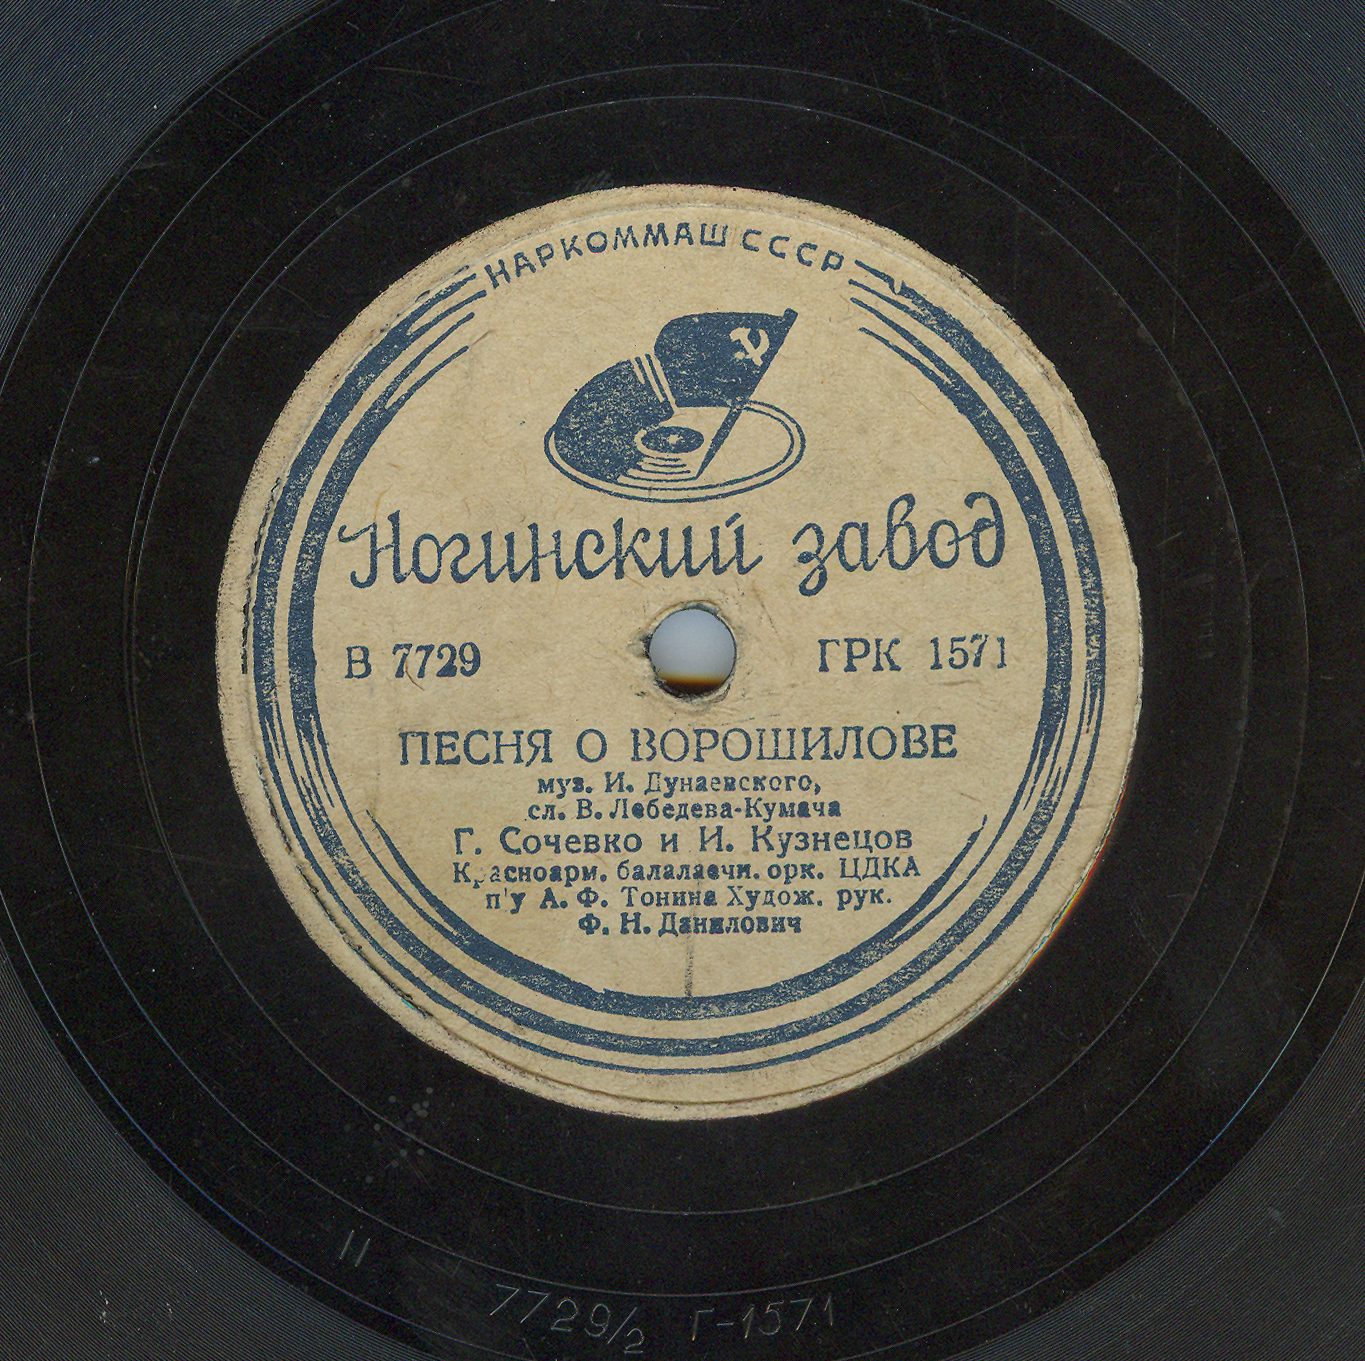 НАРКОММАШ СССР
Ногинский завод
В 7729 ГРК 1571
ПЕСНЯ О ВОРОШИЛОВЕ
муз. И. Дунаевского,
сл. В. Лебедева-Кумача
Г. Сочевко и И. Кузнецов
Красноарм. балалаечн. орк. ЦДКА
п'у А. Ф. Тонина Худож. рук.
Ф. Н. Данилович
11
7729/2 Г-1571